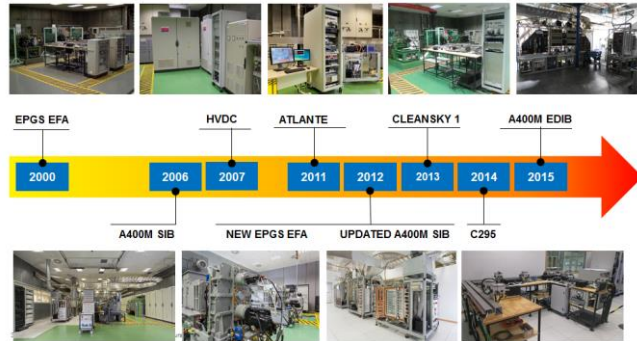 EPGS EFA
HVDC
ATLANTE
CLEANSKY 1
A400M EDIB
2000
2006
2007
2011
2012
2013
2014
2015
A400M SIB
NEW EPGS EFA
UPDATED A400M SIB
C295